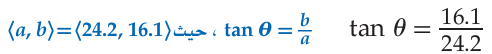 ⟨a, b⟩=⟨24.2, 16.1⟩ حيث ، tan θ = b/a
tan θ = 16.1/24.2